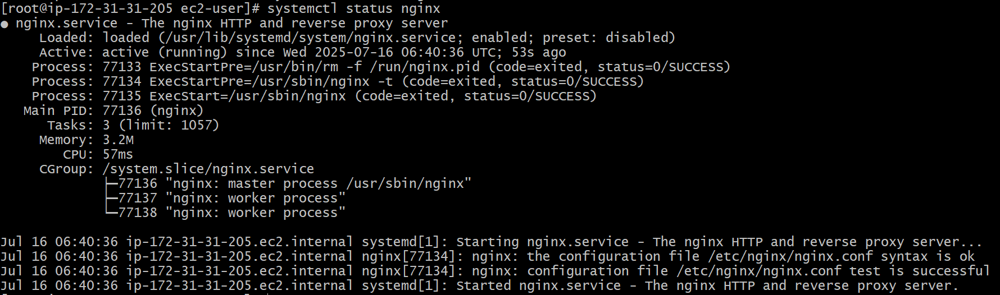 [root@ip-172-31-31-205 ec2-user]# systemctl status nginx
● nginx.service - The nginx HTTP and reverse proxy server
     Loaded: loaded (/usr/lib/systemd/system/nginx.service; enabled; preset: disabled)
     Active: active (running) since Wed 2025-07-16 06:40:36 UTC; 53s ago
    Process: 77133 ExecStartPre=/usr/bin/rm -f /run/nginx.pid (code=exited, status=0/SUCCESS)
    Process: 77134 ExecStartPre=/usr/sbin/nginx -t (code=exited, status=0/SUCCESS)
    Process: 77135 ExecStart=/usr/sbin/nginx (code=exited, status=0/SUCCESS)
   Main PID: 77136 (nginx)
      Tasks: 3 (limit: 1057)
     Memory: 3.2M
        CPU: 57ms
     CGroup: /system.slice/nginx.service
             ├─77136 "nginx: master process /usr/sbin/nginx"
             ├─77137 "nginx: worker process"
             └─77138 "nginx: worker process"

Jul 16 06:40:36 ip-172-31-31-205.ec2.internal systemd[1]: Starting nginx.service - The nginx HTTP and reverse proxy server...
Jul 16 06:40:36 ip-172-31-31-205.ec2.internal nginx[77134]: nginx: the configuration file /etc/nginx/nginx.conf syntax is ok
Jul 16 06:40:36 ip-172-31-31-205.ec2.internal nginx[77134]: nginx: configuration file /etc/nginx/nginx.conf test is successful
Jul 16 06:40:36 ip-172-31-31-205.ec2.internal systemd[1]: Started nginx.service - The nginx HTTP and reverse proxy server.